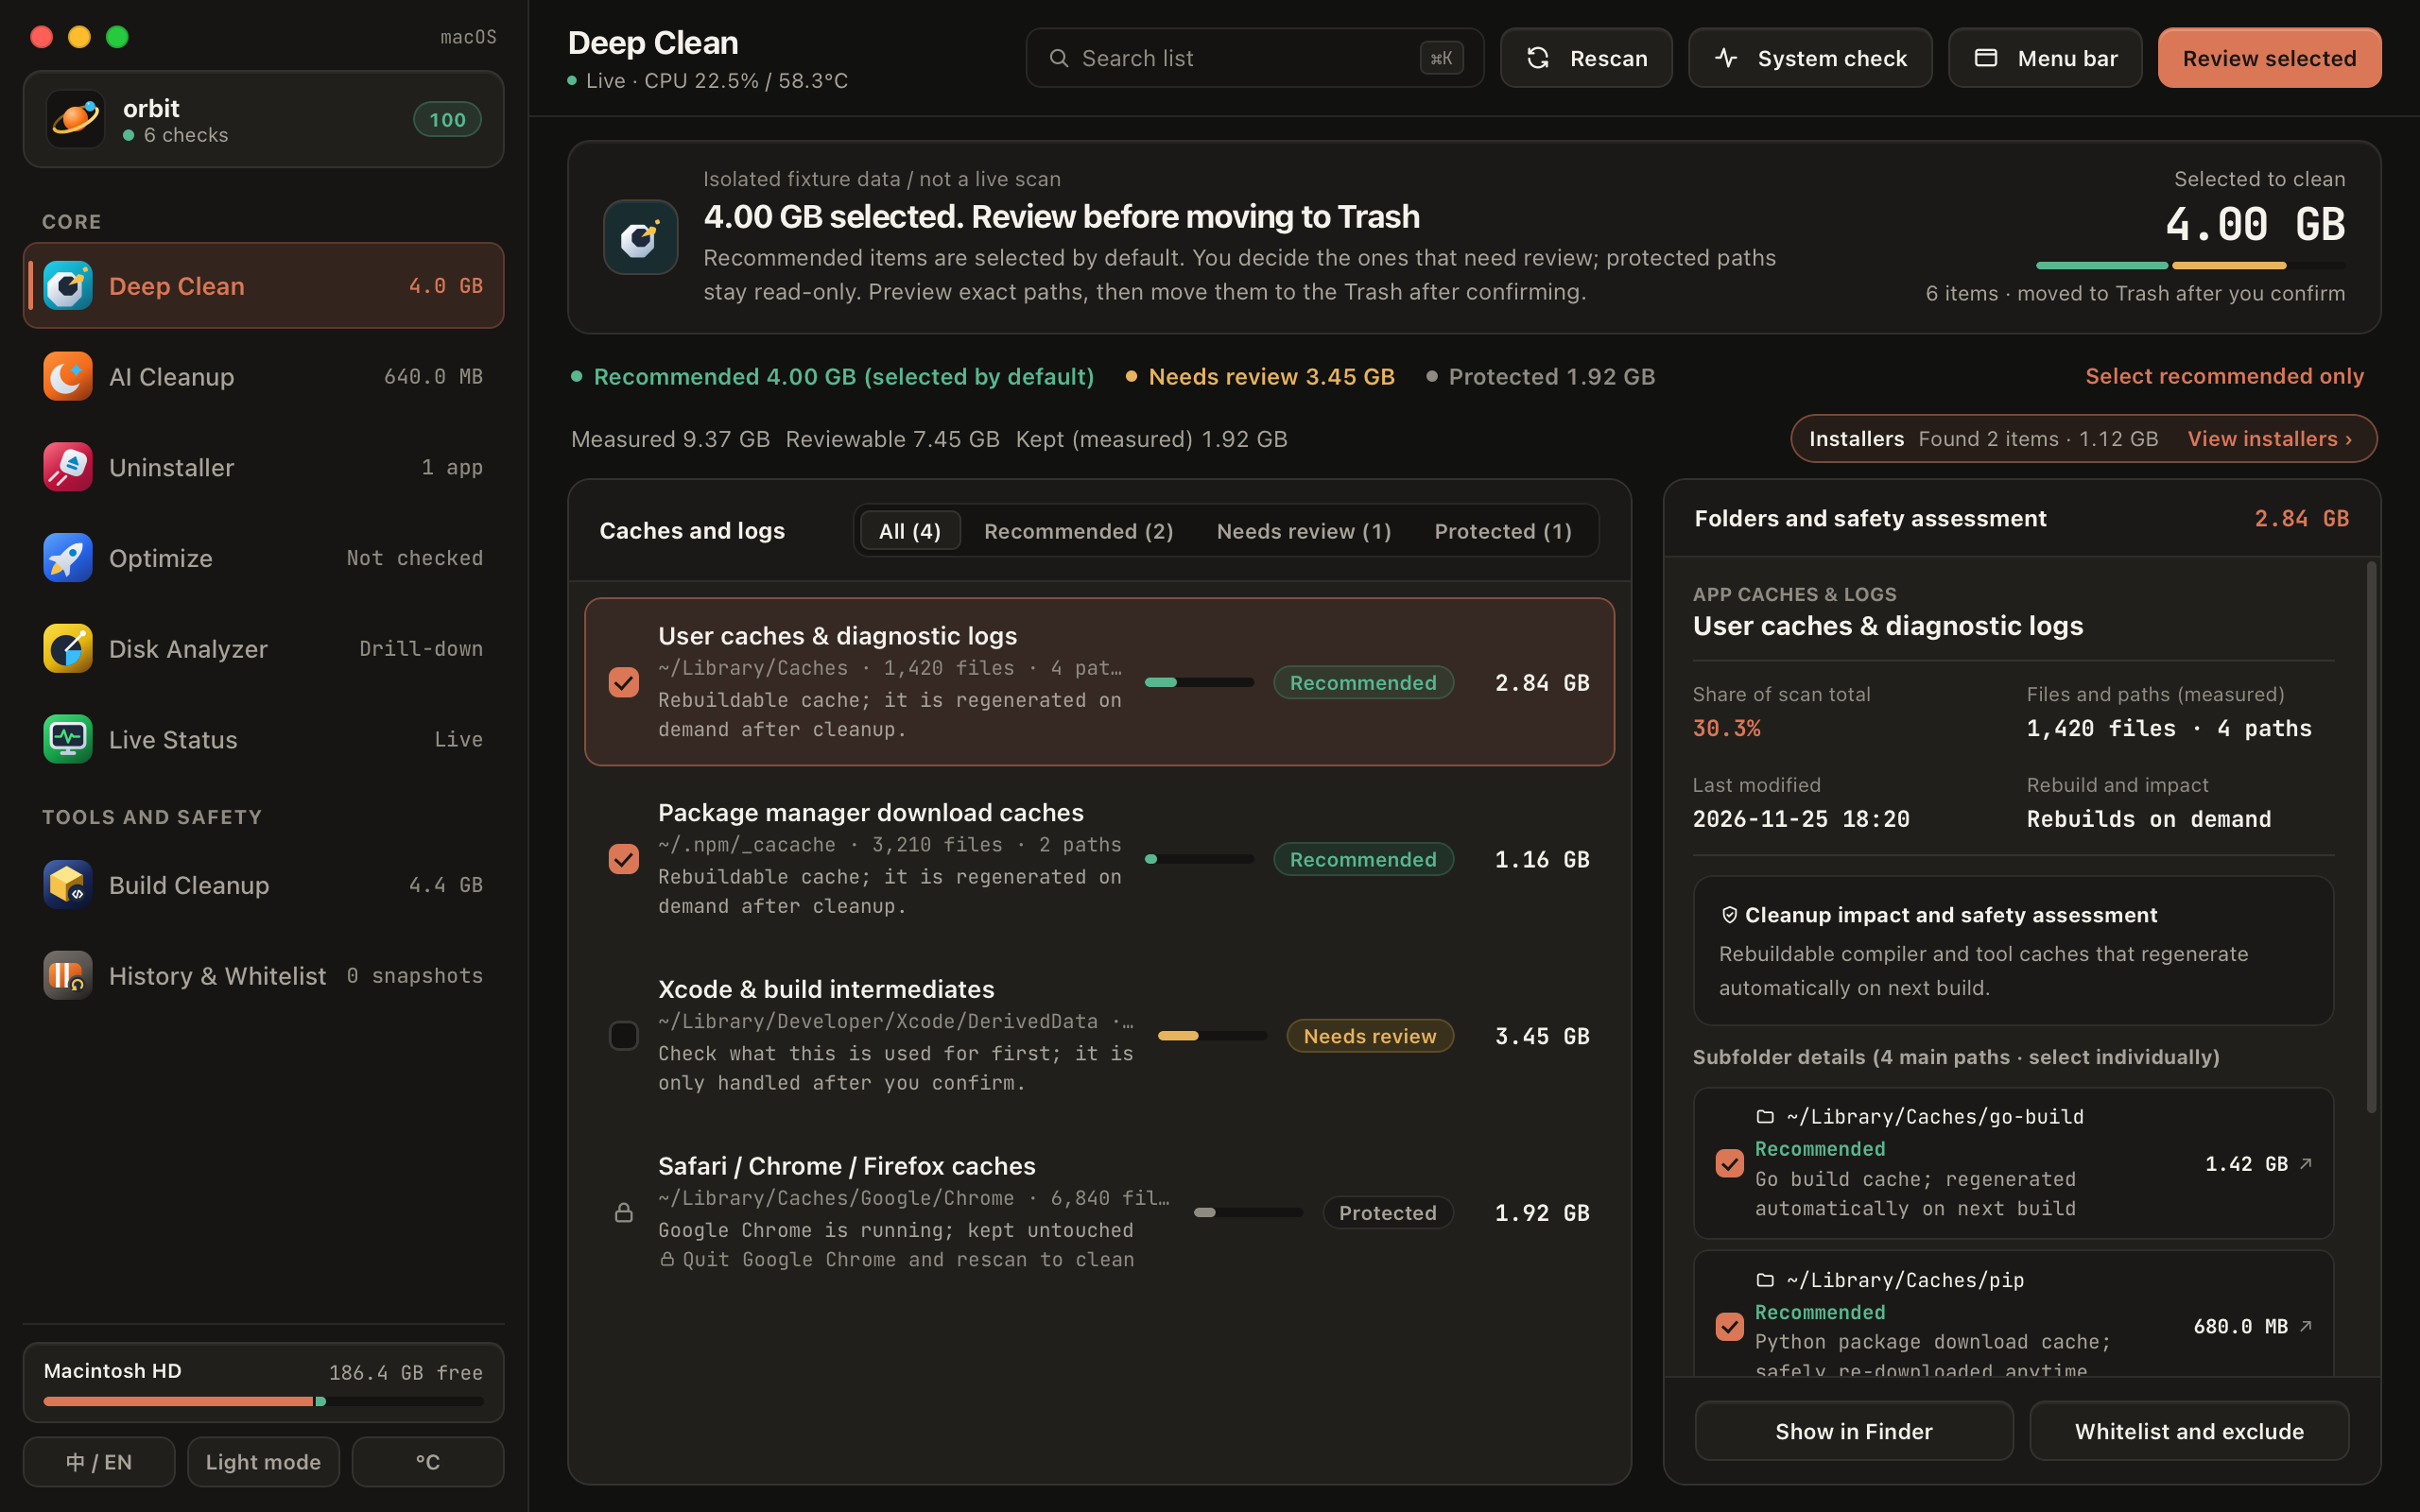 macOS
orbit
6 checks
100
CORE
Deep Clean 4.0 GB
AI Cleanup 640.0 MB
Uninstaller 1 app
Optimize Not checked
Disk Analyzer Drill-down
Live Status Live
TOOLS AND SAFETY
Build Cleanup 4.4 GB
History & Whitelist 0 snapshots
Macintosh HD 186.4 GB free
中 / EN Light mode °C
Deep Clean
Live · CPU 22.5% / 58.3°C
Search list ⌘K
Rescan
System check
Menu bar
Review selected
Isolated fixture data / not a live scan
4.00 GB selected. Review before moving to Trash
Recommended items are selected by default. You decide the ones that need review; protected paths
stay read-only. Preview exact paths, then move them to the Trash after confirming.
Selected to clean
4.00 GB
6 items · moved to Trash after you confirm
Recommended 4.00 GB (selected by default) Needs review 3.45 GB Protected 1.92 GB
Select recommended only
Measured 9.37 GB Reviewable 7.45 GB Kept (measured) 1.92 GB
Installers Found 2 items · 1.12 GB View installers ›
Caches and logs
All (4) Recommended (2) Needs review (1) Protected (1)
User caches & diagnostic logs
~/Library/Caches · 1,420 files · 4 pat…
Rebuildable cache; it is regenerated on
demand after cleanup.
Recommended 2.84 GB
Package manager download caches
~/.npm/_cacache · 3,210 files · 2 paths
Rebuildable cache; it is regenerated on
demand after cleanup.
Recommended 1.16 GB
Xcode & build intermediates
~/Library/Developer/Xcode/DerivedData ·…
Check what this is used for first; it is
only handled after you confirm.
Needs review 3.45 GB
Safari / Chrome / Firefox caches
~/Library/Caches/Google/Chrome · 6,840 fil…
Google Chrome is running; kept untouched
Quit Google Chrome and rescan to clean
Protected 1.92 GB
Folders and safety assessment 2.84 GB
APP CACHES & LOGS
User caches & diagnostic logs
Share of scan total
30.3%
Files and paths (measured)
1,420 files · 4 paths
Last modified
2026-11-25 18:20
Rebuild and impact
Rebuilds on demand
Cleanup impact and safety assessment
Rebuildable compiler and tool caches that regenerate
automatically on next build.
Subfolder details (4 main paths · select individually)
~/Library/Caches/go-build
Recommended
Go build cache; regenerated
automatically on next build
1.42 GB ↗
~/Library/Caches/pip
Recommended
Python package download cache;
safely re-downloaded anytime
680.0 MB ↗
Show in Finder
Whitelist and exclude